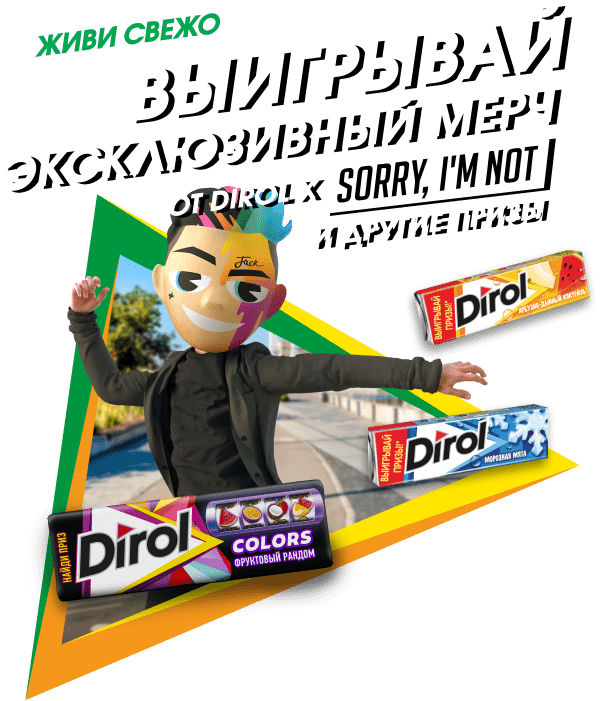 ЖИВИ СВЕЖО
ВЫИГРЫВАЙ
ЭКСКЛЮЗИВНЫЙ МЕРЧ
ОТ DIROL X SORRY, I'M NOT
И ДРУГИЕ ПРИЗЫ
Jack
ВЫИГРЫВАЙ ПРИЗЫ!*
Dirol
АРБУЗНО-ДЫННЫЙ КОКТЕЙЛЬ
ВЫИГРЫВАЙ ПРИЗЫ!*
Dirol
МОРОЗНАЯ МЯТА
НАЙДИ ПРИЗ
Dirol
COLORS
ФРУКТОВЫЙ РАНДОМ